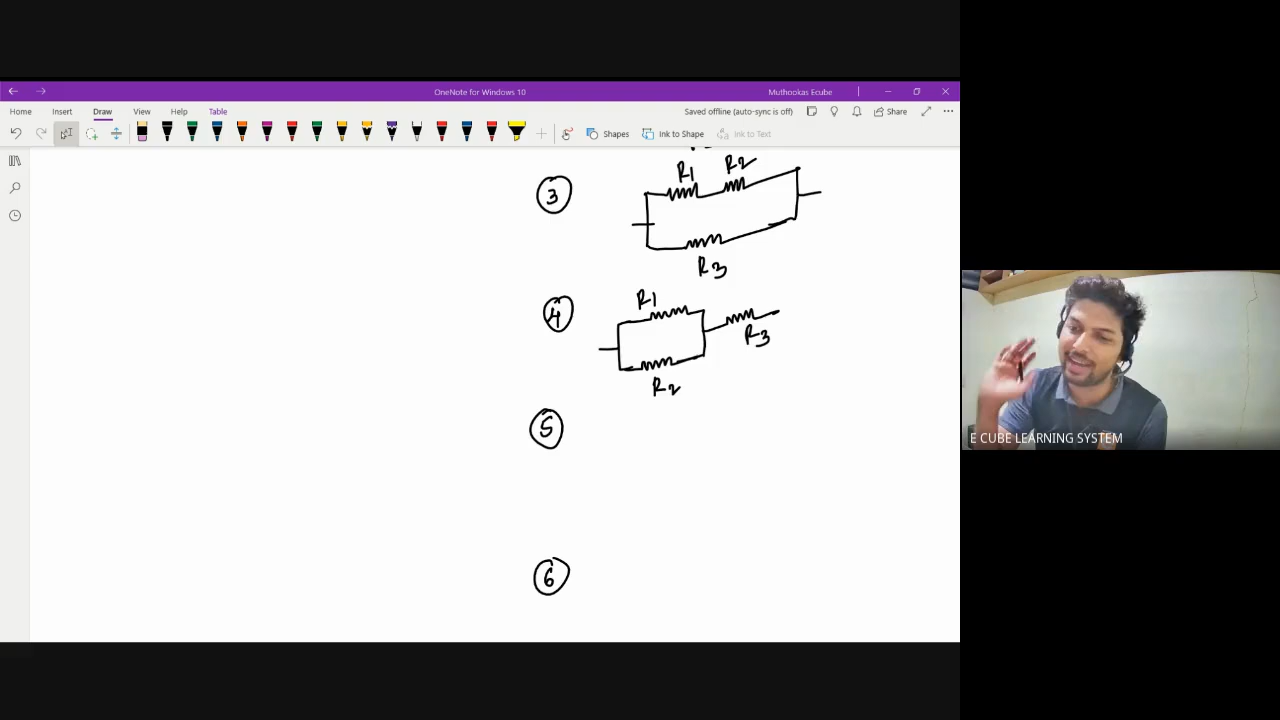 OneNote for Windows 10
Muthookas Ecube
Home Insert Draw View Help Table
Saved offline (auto-sync is off)
Share
Shapes
Ink to Shape
Ink to Text
R1 R2
3
R3
R1
4
R3
R2
5
6
E CUBE LEARNING SYSTEM